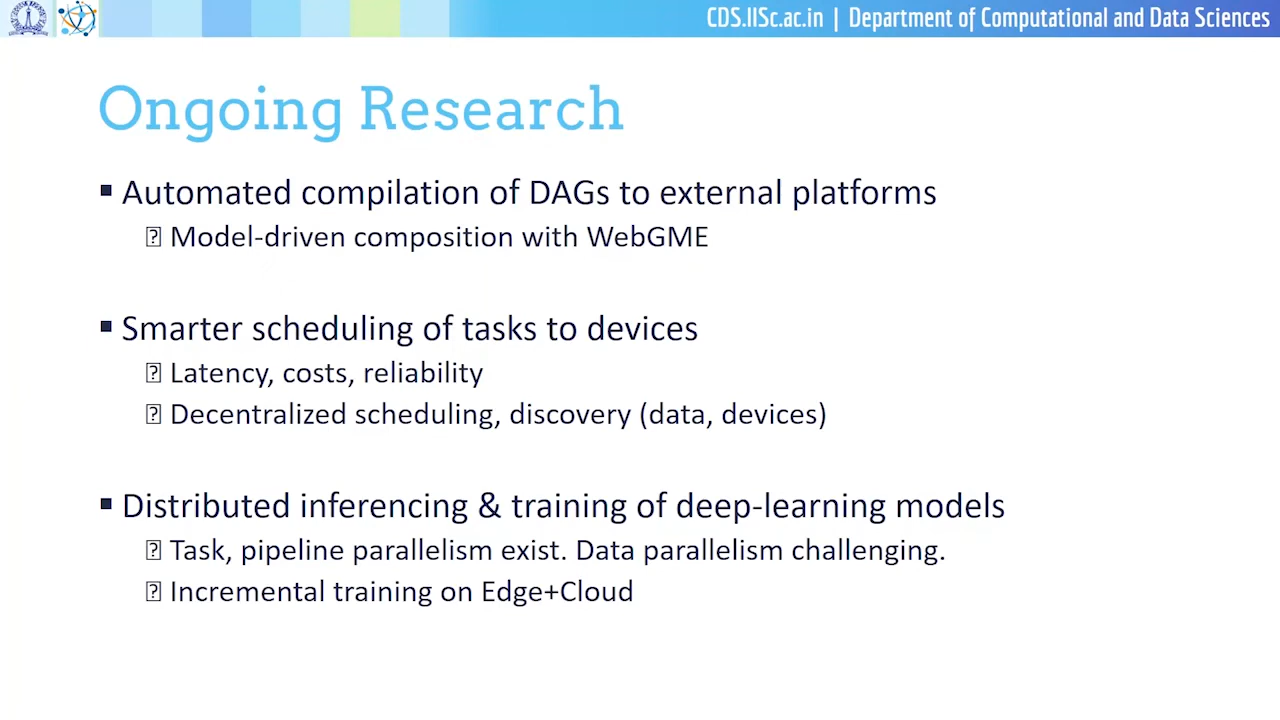 CDS.IISc.ac.in | Department of Computational and Data Sciences
Ongoing Research
▪ Automated compilation of DAGs to external platforms
⍰ Model-driven composition with WebGME
▪ Smarter scheduling of tasks to devices
⍰ Latency, costs, reliability
⍰ Decentralized scheduling, discovery (data, devices)
▪ Distributed inferencing & training of deep-learning models
⍰ Task, pipeline parallelism exist. Data parallelism challenging.
⍰ Incremental training on Edge+Cloud